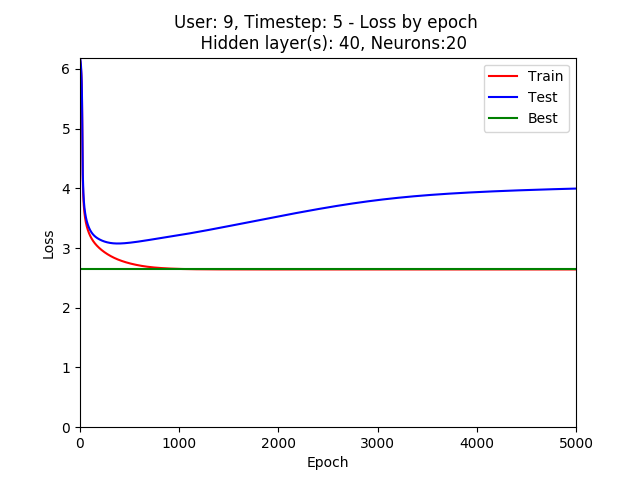 User: 9, Timestep: 5 - Loss by epoch
Hidden layer(s): 40, Neurons:20
Train
Test
Best
6
5
4
3
2
1
0
Loss
0 1000 2000 3000 4000 5000
Epoch